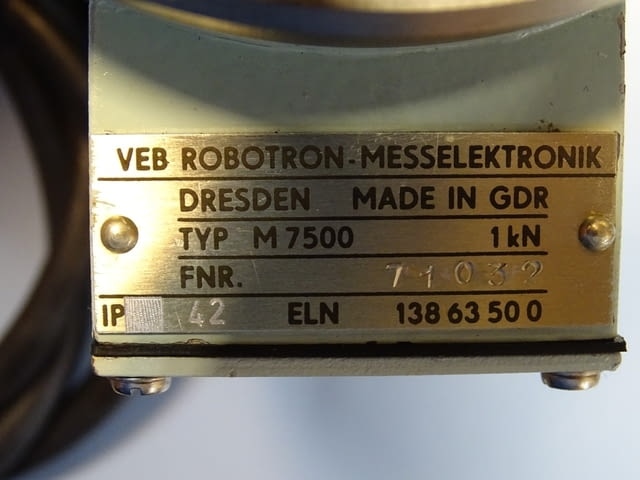 VEB ROBOTRON-MESSELEKTRONIK
DRESDEN MADE IN GDR
TYP M 7500 1 kN
FNR. 71032
IP 42 ELN 138 63 50 0